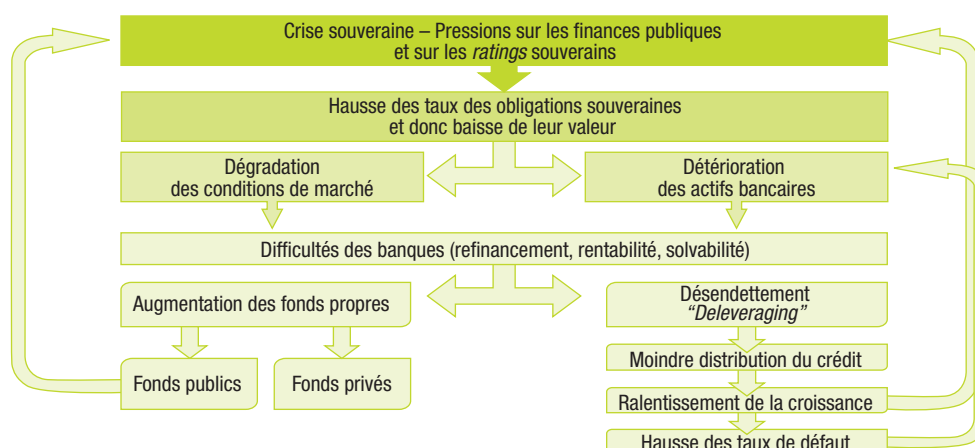 Crise souveraine – Pressions sur les finances publiques
et sur les ratings souverains
Hausse des taux des obligations souveraines
et donc baisse de leur valeur
Dégradation
des conditions de marché
Détérioration
des actifs bancaires
Difficultés des banques (refinancement, rentabilité, solvabilité)
Augmentation des fonds propres
Désendettement
“Deleveraging”
Moindre distribution du crédit
Fonds publics
Fonds privés
Ralentissement de la croissance
Hausse des taux de défaut